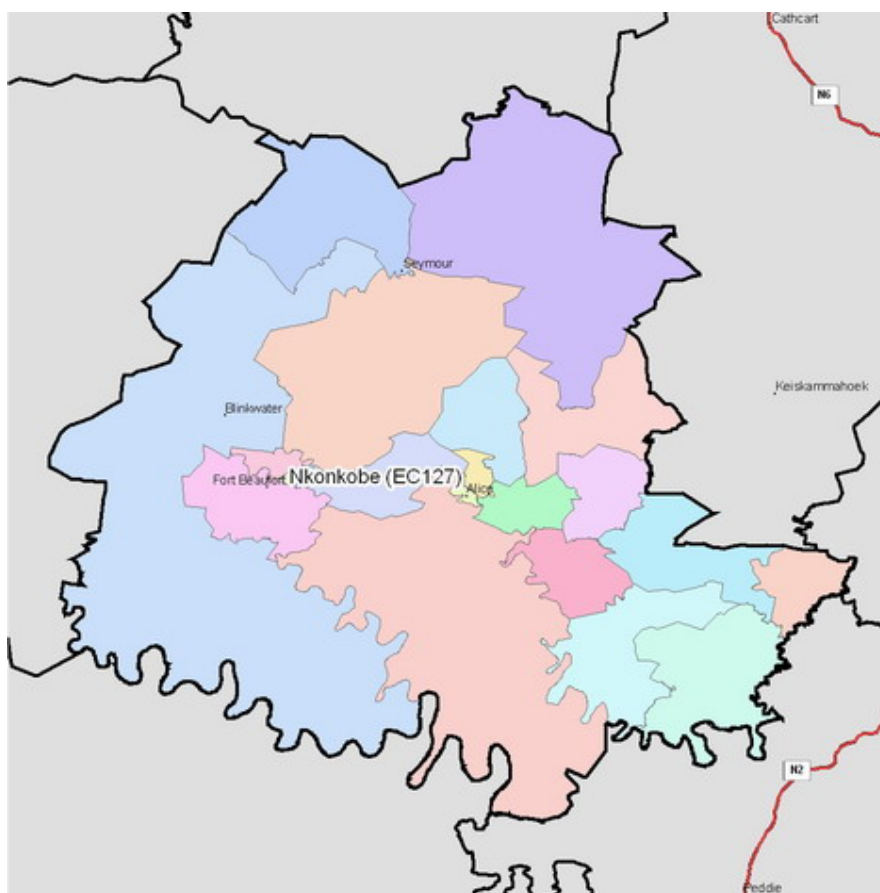 Cathcart
N6
Seymour
Keiskammahoek
Blinkwater
Fort Beaufort
Nkonkobe (EC127)
Alice
N2
Peddie